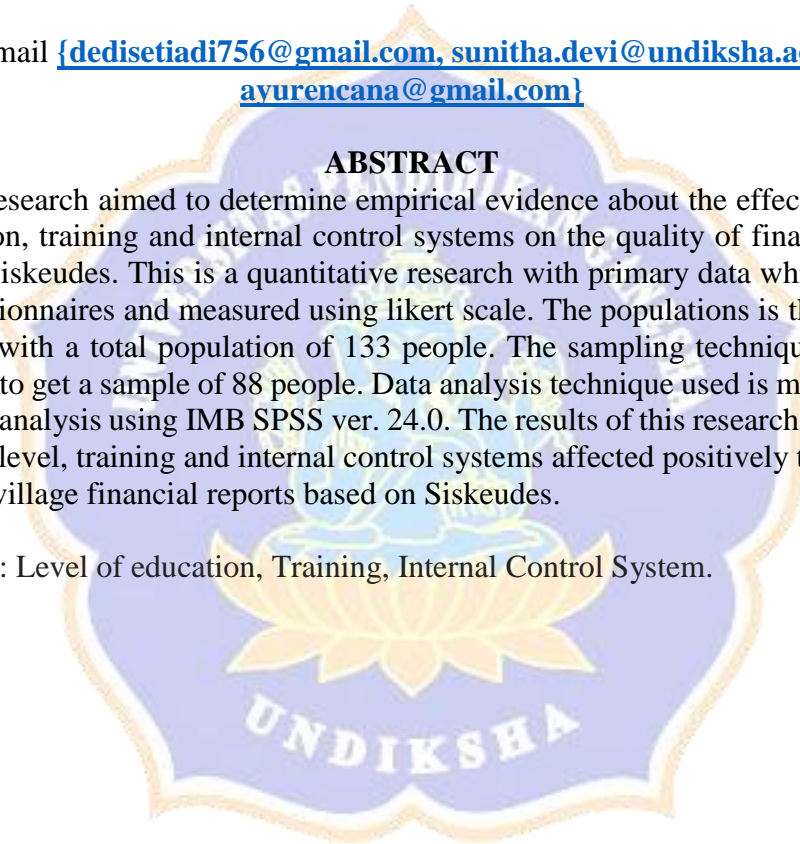 mail {dedisetiadi756@gmail.com, sunitha.devi@undiksha.ac
ayurencana@gmail.com}
ABSTRACT
esearch aimed to determine empirical evidence about the effec
on, training and internal control systems on the quality of fina
iskeudes. This is a quantitative research with primary data wh
ionnaires and measured using likert scale. The populations is th
with a total population of 133 people. The sampling techniqu
to get a sample of 88 people. Data analysis technique used is m
analysis using IMB SPSS ver. 24.0. The results of this research
level, training and internal control systems affected positively t
village financial reports based on Siskeudes.
: Level of education, Training, Internal Control System.
UNIVERSITAS PENDIDIKAN GANESHA
UNDIKSHA